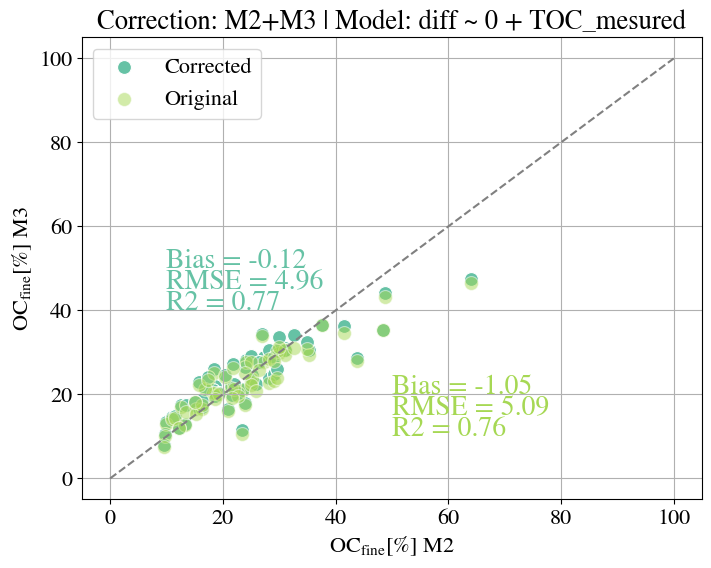 Correction: M2+M3 | Model: diff ~ 0 + TOC_mesured
100
80
60
40
20
0
OCfine[%] M3
Corrected
Original
Bias = -0.12
RMSE = 4.96
R2 = 0.77
Bias = -1.05
RMSE = 5.09
R2 = 0.76
0 20 40 60 80 100
OCfine[%] M2